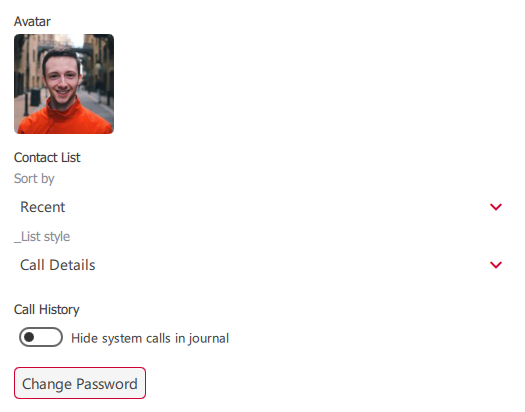 Avatar
Contact List
Sort by
Recent
_List style
Call Details
Call History
Hide system calls in journal
Change Password